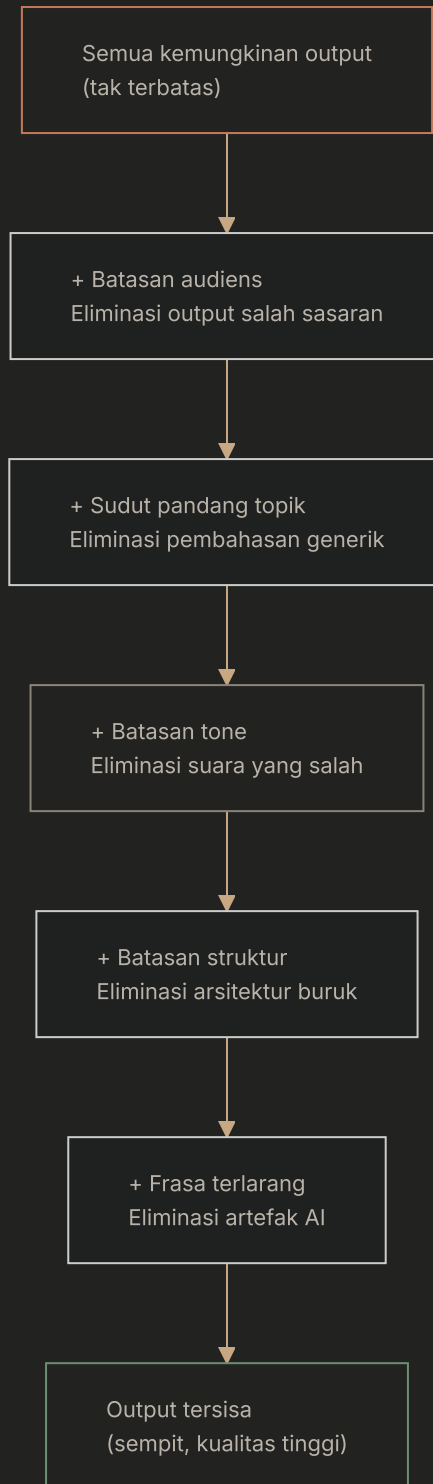 Semua kemungkinan output
(tak terbatas)
+ Batasan audiens
Eliminasi output salah sasaran
+ Sudut pandang topik
Eliminasi pembahasan generik
+ Batasan tone
Eliminasi suara yang salah
+ Batasan struktur
Eliminasi arsitektur buruk
+ Frasa terlarang
Eliminasi artefak AI
Output tersisa
(sempit, kualitas tinggi)